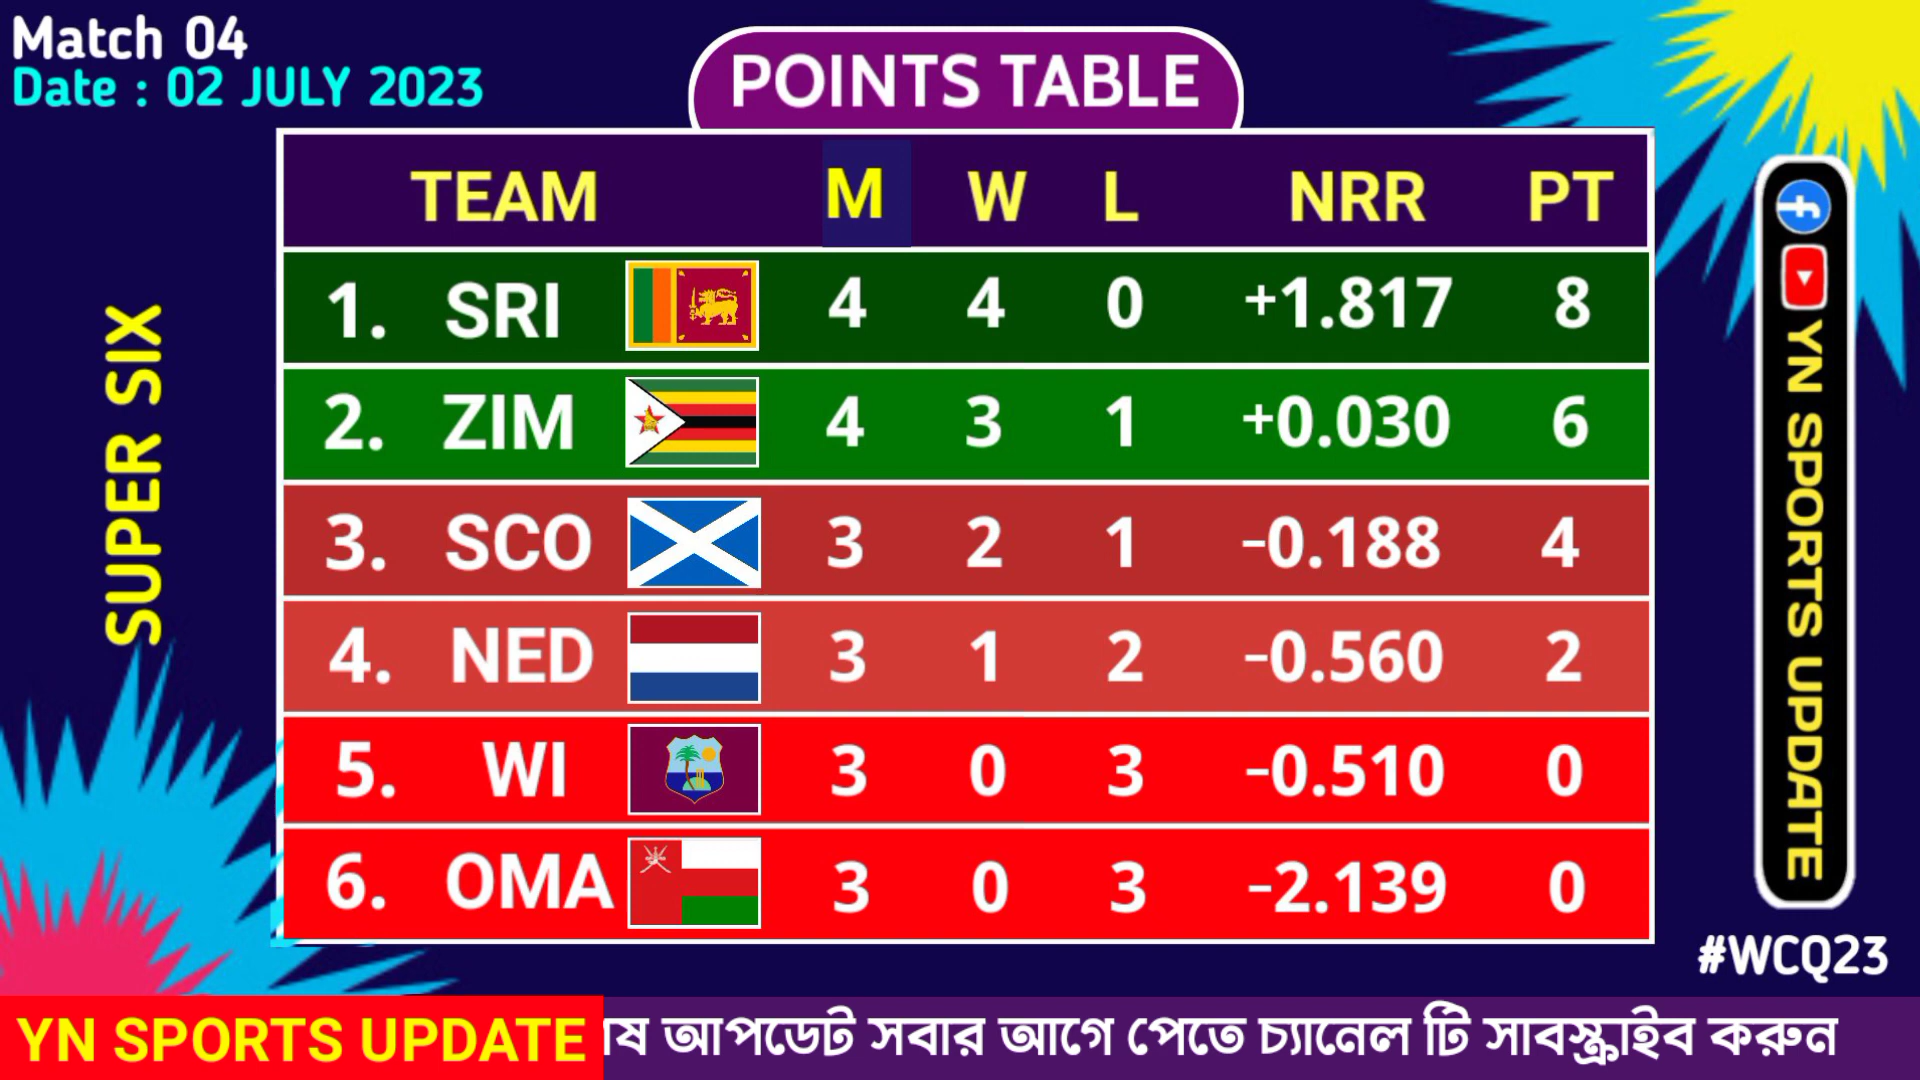 Match 04
Date : 02 JULY 2023
POINTS TABLE
TEAM M W L NRR PT
1. SRI 4 4 0 +1.817 8
2. ZIM 4 3 1 +0.030 6
3. SCO 3 2 1 -0.188 4
4. NED 3 1 2 -0.560 2
5. WI 3 0 3 -0.510 0
6. OMA 3 0 3 -2.139 0
SUPER SIX
YN SPORTS UPDATE
#WCQ23
YN SPORTS UPDATE
আপডেট সবার আগে পেতে চ্যানেল টি সাবস্ক্রাইব করুন